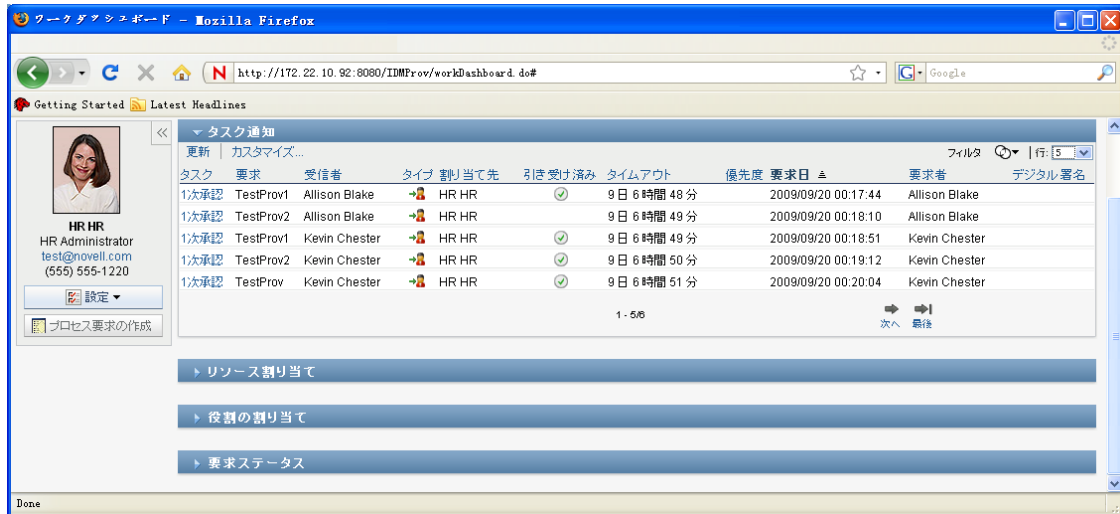 ワークダッシュボード - Mozilla Firefox
http://172.22.10.92:8080/IDMProv/workDashboard.do#
Google
Getting Started Latest Headlines
HR HR
HR Administrator
test@novell.com
(555) 555-1220
設定
プロセス要求の作成
タスク通知
更新 | カスタマイズ...
フィルタ | 行: 5
タスク 要求 受信者 タイプ 割り当て先 引き受け済み タイムアウト 優先度 要求日 要求者 デジタル署名
1次承認 TestProv1 Allison Blake HR HR 9日 6時間 48分 2009/09/20 00:17:44 Allison Blake
1次承認 TestProv2 Allison Blake HR HR 9日 6時間 49分 2009/09/20 00:18:10 Allison Blake
1次承認 TestProv1 Kevin Chester HR HR 9日 6時間 49分 2009/09/20 00:18:51 Kevin Chester
1次承認 TestProv2 Kevin Chester HR HR 9日 6時間 50分 2009/09/20 00:19:12 Kevin Chester
1次承認 TestProv Kevin Chester HR HR 9日 6時間 51分 2009/09/20 00:20:04 Kevin Chester
1 - 5/6
次へ 最後
リソース割り当て
役割の割り当て
要求ステータス
Done